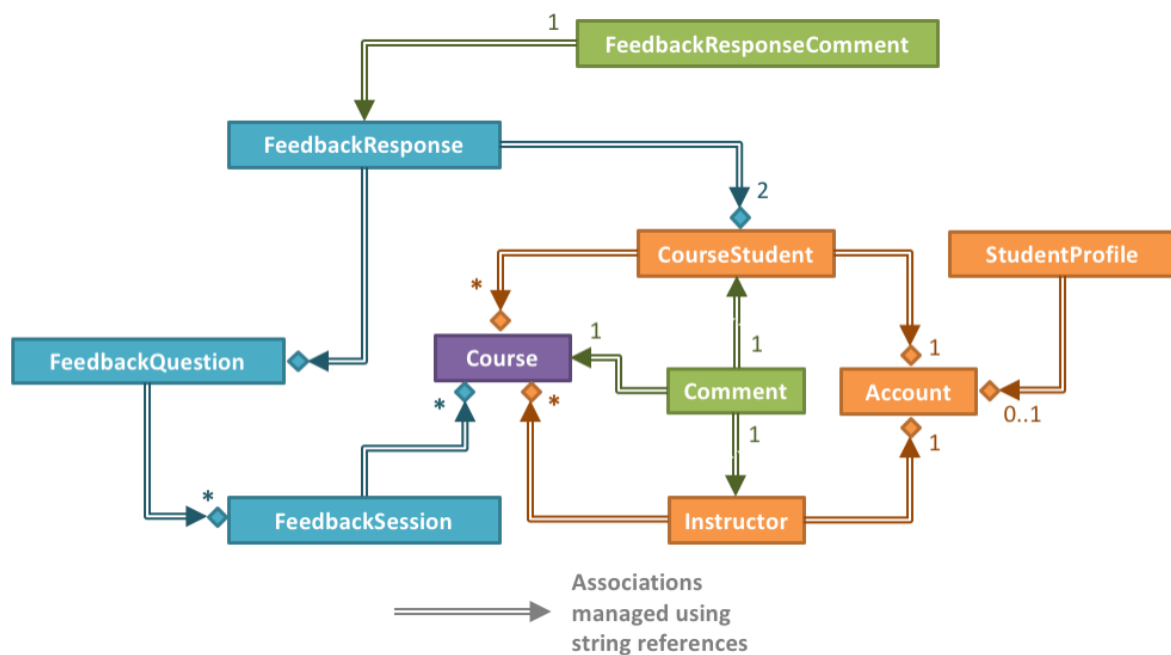 1
FeedbackResponseComment
FeedbackResponse
2
CourseStudent
StudentProfile
*
1
FeedbackQuestion
Course
1
1
Comment
Account
0..1
*
*
1
1
*
FeedbackSession
Instructor
Associations
managed using
string references